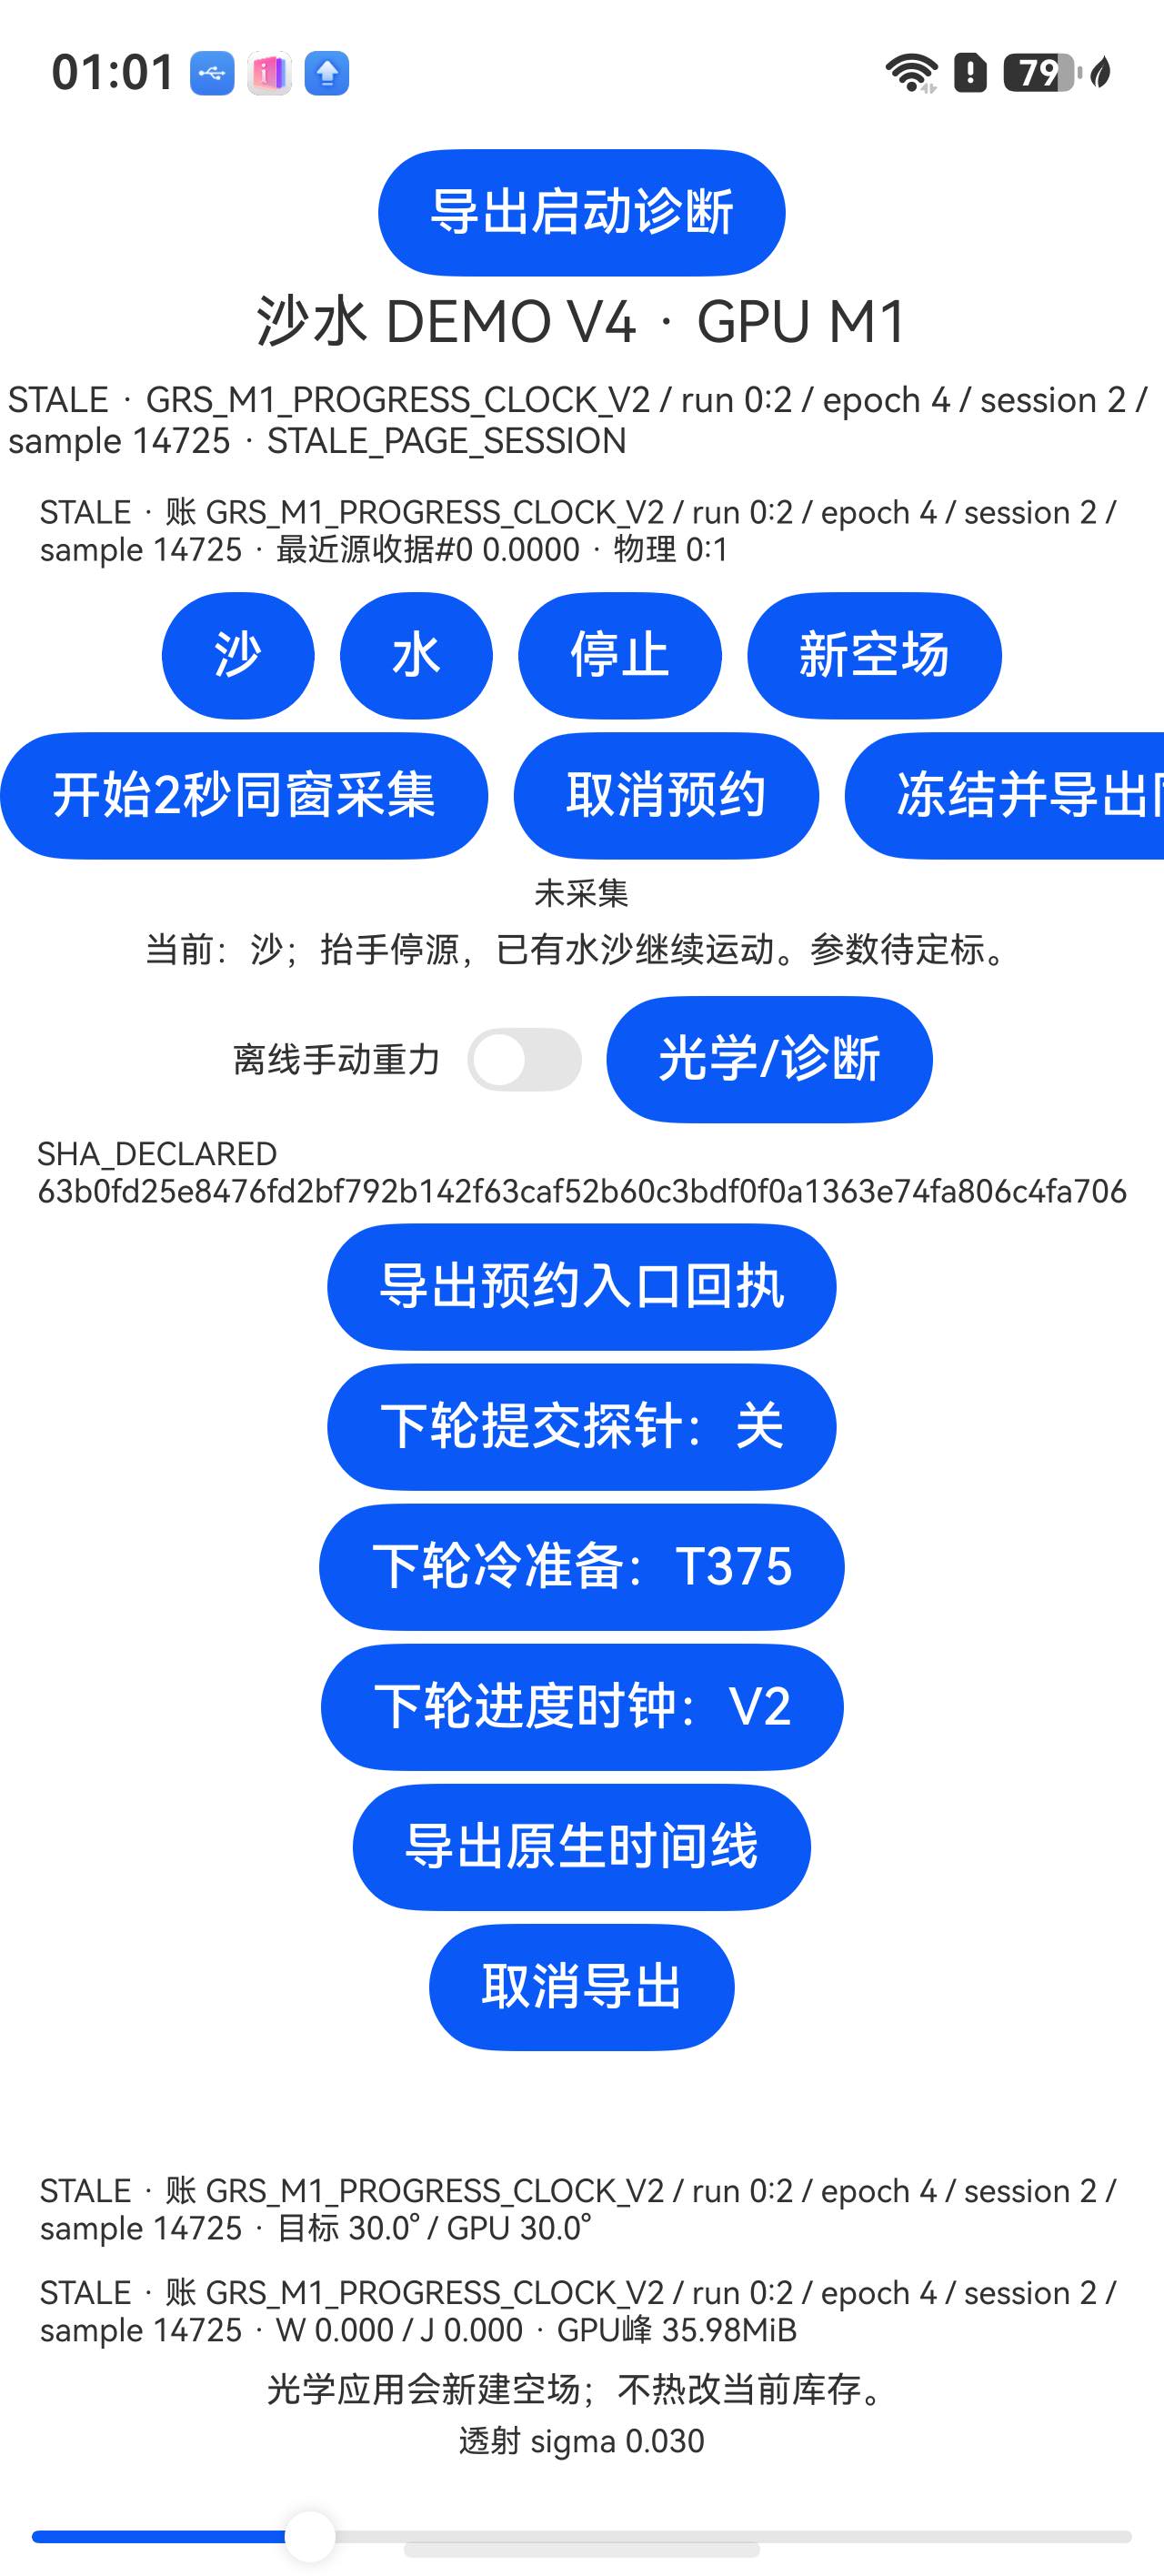 01:01
79
导出启动诊断
沙水 DEMO V4 · GPU M1
STALE · GRS_M1_PROGRESS_CLOCK_V2 / run 0:2 / epoch 4 / session 2 /
sample 14725 · STALE_PAGE_SESSION
STALE · 账 GRS_M1_PROGRESS_CLOCK_V2 / run 0:2 / epoch 4 / session 2 /
sample 14725 · 最近源收据#0 0.0000 · 物理 0:1
沙 水 停止 新空场
开始2秒同窗采集 取消预约 冻结并导出
未采集
当前：沙；抬手停源，已有水沙继续运动。参数待定标。
离线手动重力 光学/诊断
SHA_DECLARED
63b0fd25e8476fd2bf792b142f63caf52b60c3bdf0f0a1363e74fa806c4fa706
导出预约入口回执
下轮提交探针：关
下轮冷准备：T375
下轮进度时钟：V2
导出原生时间线
取消导出
STALE · 账 GRS_M1_PROGRESS_CLOCK_V2 / run 0:2 / epoch 4 / session 2 /
sample 14725 · 目标 30.0° / GPU 30.0°
STALE · 账 GRS_M1_PROGRESS_CLOCK_V2 / run 0:2 / epoch 4 / session 2 /
sample 14725 · W 0.000 / J 0.000 · GPU峰 35.98MiB
光学应用会新建空场；不热改当前库存。
透射 sigma 0.030